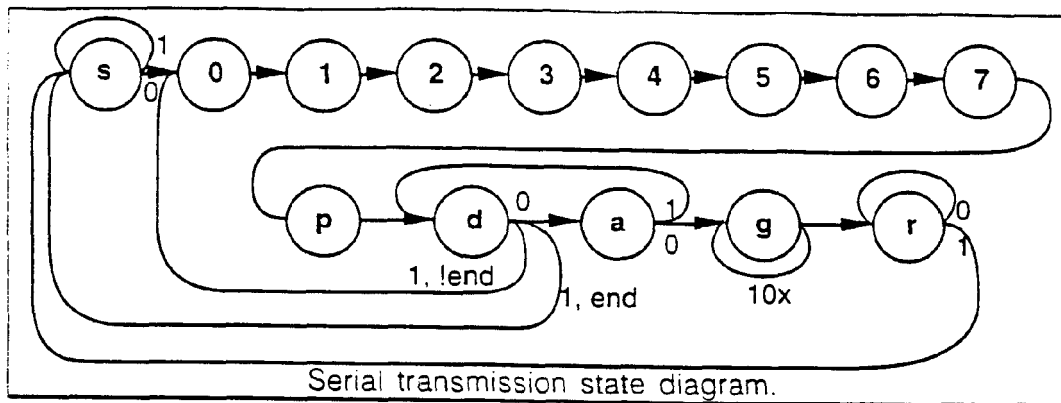 1
s 0 1 2 3 4 5 6 7
0
0 1 0
p d a g r
0 1
1, !end 1, end 10x
Serial transmission state diagram.